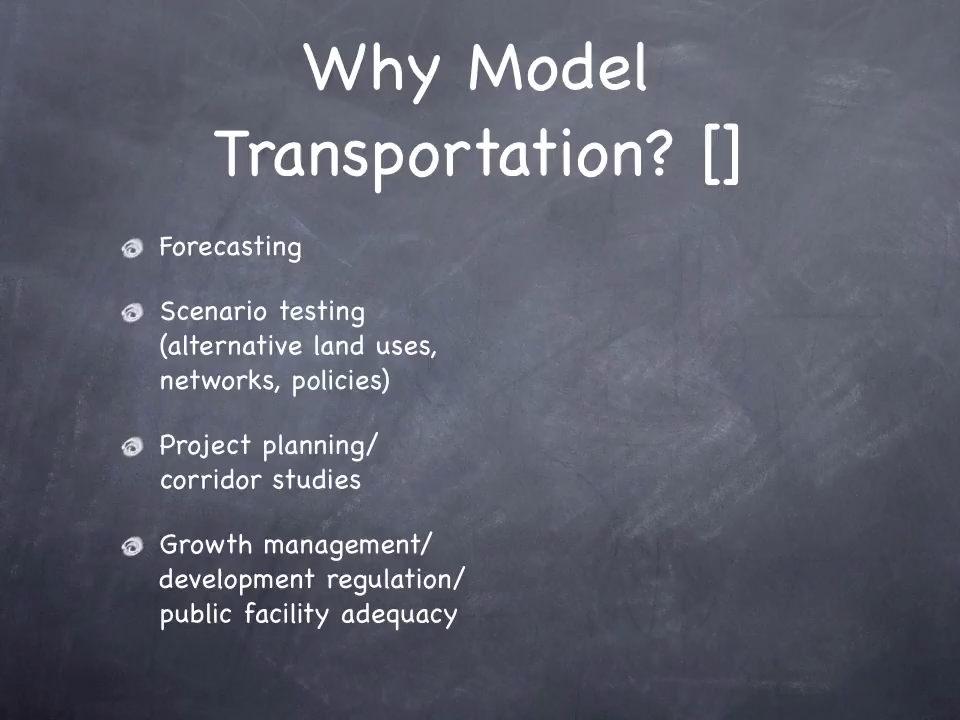 Why Model
Transportation? []
Forecasting
Scenario testing
(alternative land uses,
networks, policies)
Project planning/
corridor studies
Growth management/
development regulation/
public facility adequacy